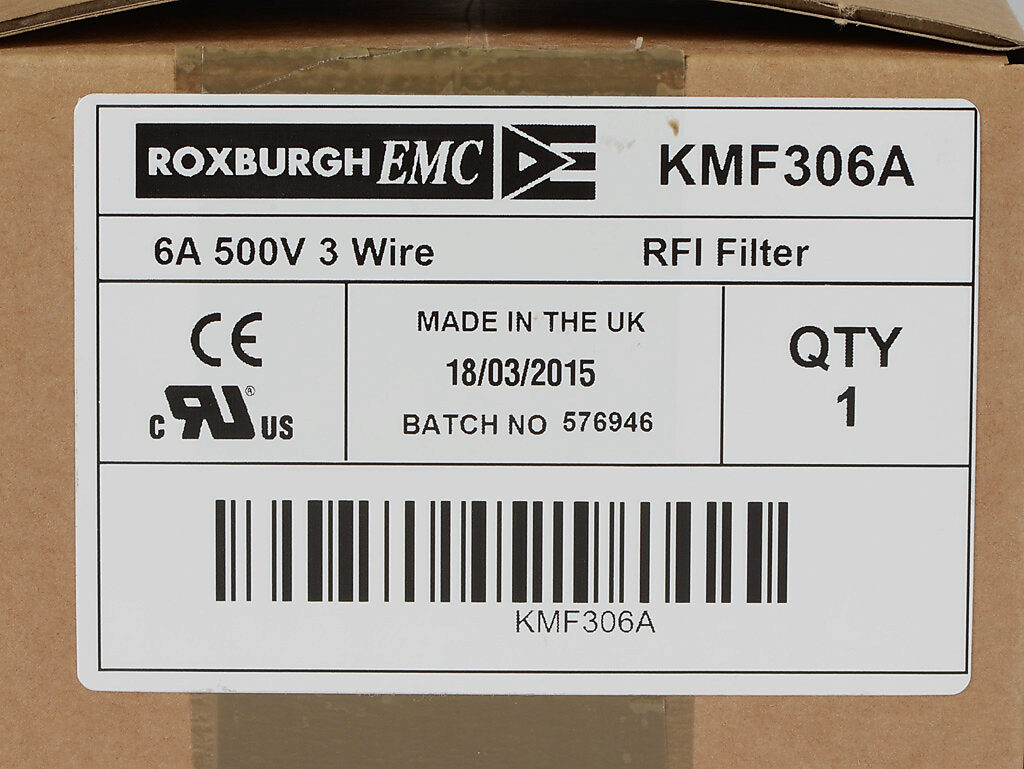 ROXBURGH EMC
KMF306A
6A 500V 3 Wire
RFI Filter
CE
C RU® US
MADE IN THE UK
18/03/2015
BATCH NO 576946
QTY
1
KMF306A